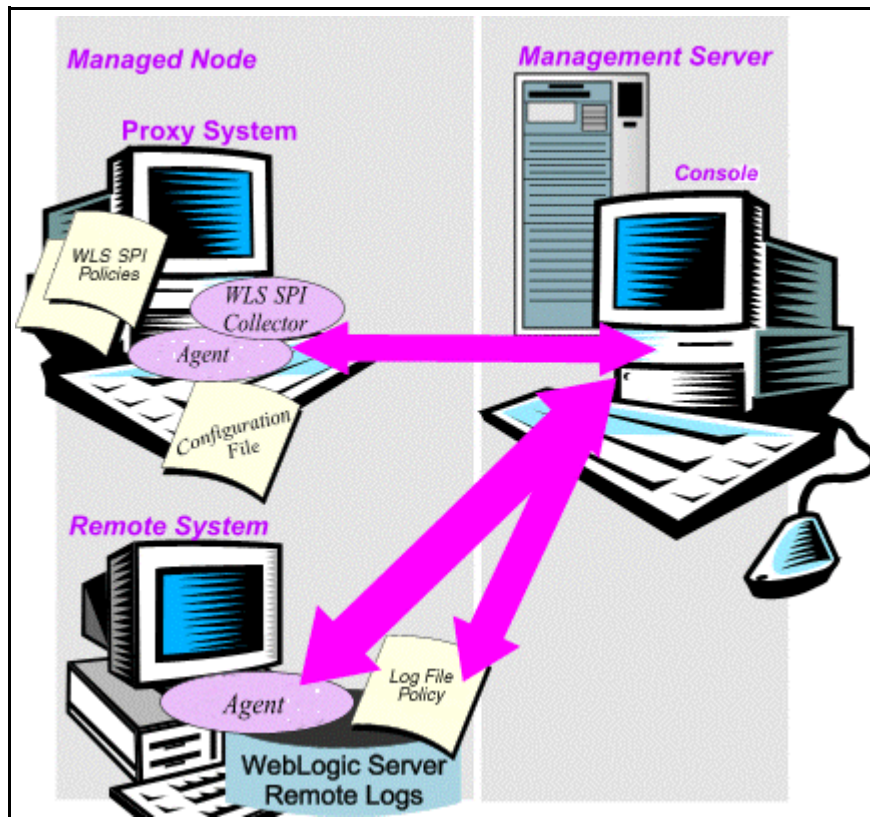 Managed Node
Management Server
Proxy System
Console
WLS SPI
Policies
WLS SPI
Collector
Agent
Configuration
File
Remote System
Log File
Policy
Agent
WebLogic Server
Remote Logs